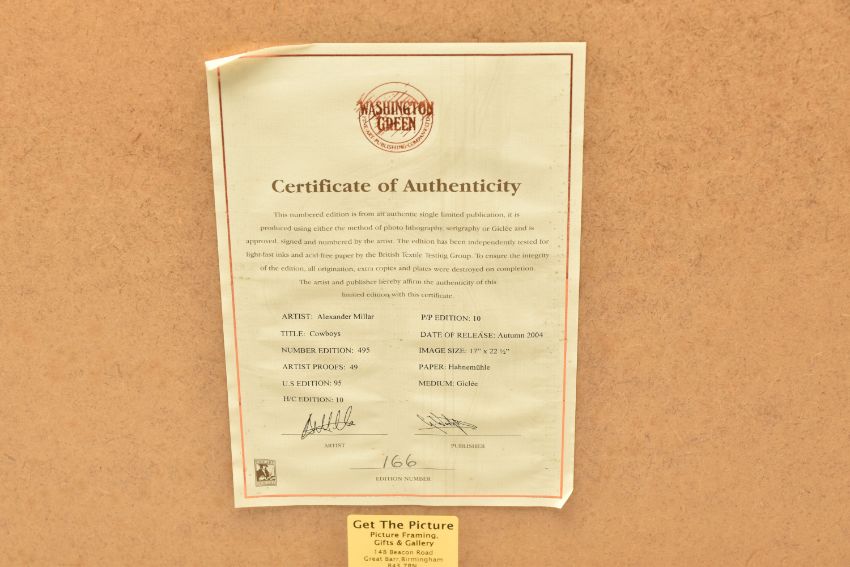 WASHINGTON
GREEN
FINE ART PUBLISHING COMPANY LTD
Certificate of Authenticity
This numbered edition is from an authentic single limited publication, it is
produced using either the method of photo lithography, serigraphy or Giclée and is
approved, signed and numbered by the artist. The edition has been independently tested for
light-fast inks and acid-free paper by the British Textile Testing Group. To ensure the integrity
of the edition, all origination, extra copies and plates were destroyed on completion.
The artist and publisher hereby affirm the authenticity of this
limited edition with this certificate.
ARTIST: Alexander Millar
P/P EDITION: 10
TITLE: Cowboys
DATE OF RELEASE: Autumn 2004
NUMBER EDITION: 495
IMAGE SIZE: 17" x 22 ½"
ARTIST PROOFS: 49
PAPER: Hahnemühle
U.S EDITION: 95
MEDIUM: Giclée
H/C EDITION: 10
ARTIST
PUBLISHER
166
EDITION NUMBER
Get The Picture
Picture Framing,
Gifts & Gallery
148 Beacon Road
Great Barr, Birmingham